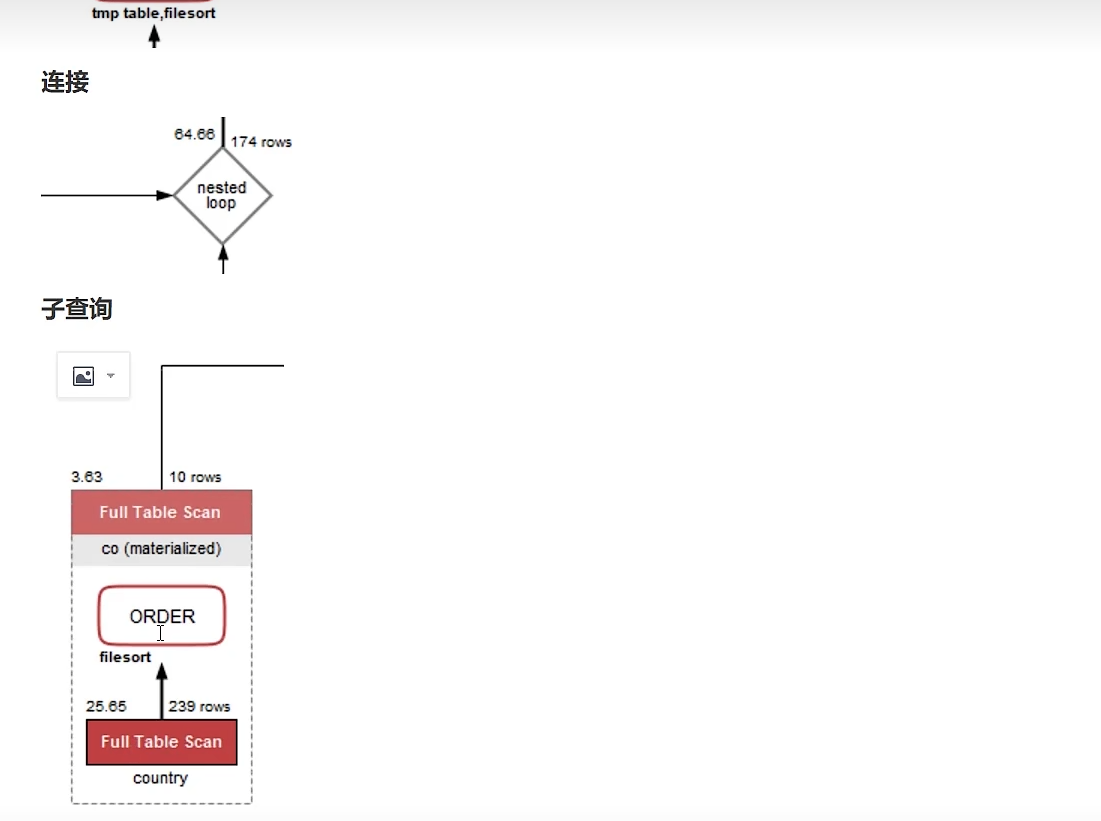 tmp table,filesort
连接
64.66
174 rows
nested
loop
子查询
3.63
10 rows
Full Table Scan
co (materialized)
ORDER
filesort
25.65
239 rows
Full Table Scan
country